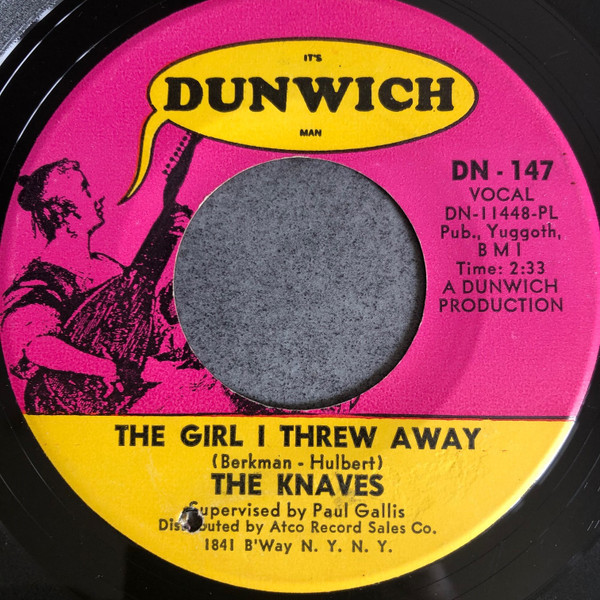 IT'S
DUNWICH
MAN
DN - 147
VOCAL
DN-11448-PL
Pub., Yuggoth,
B M I
Time: 2:33
A DUNWICH
PRODUCTION
THE GIRL I THREW AWAY
(Berkman - Hulbert)
THE KNAVES
Supervised by Paul Gallis
by Atco Record Sales Co.
1841 B'Way N. Y. N. Y.